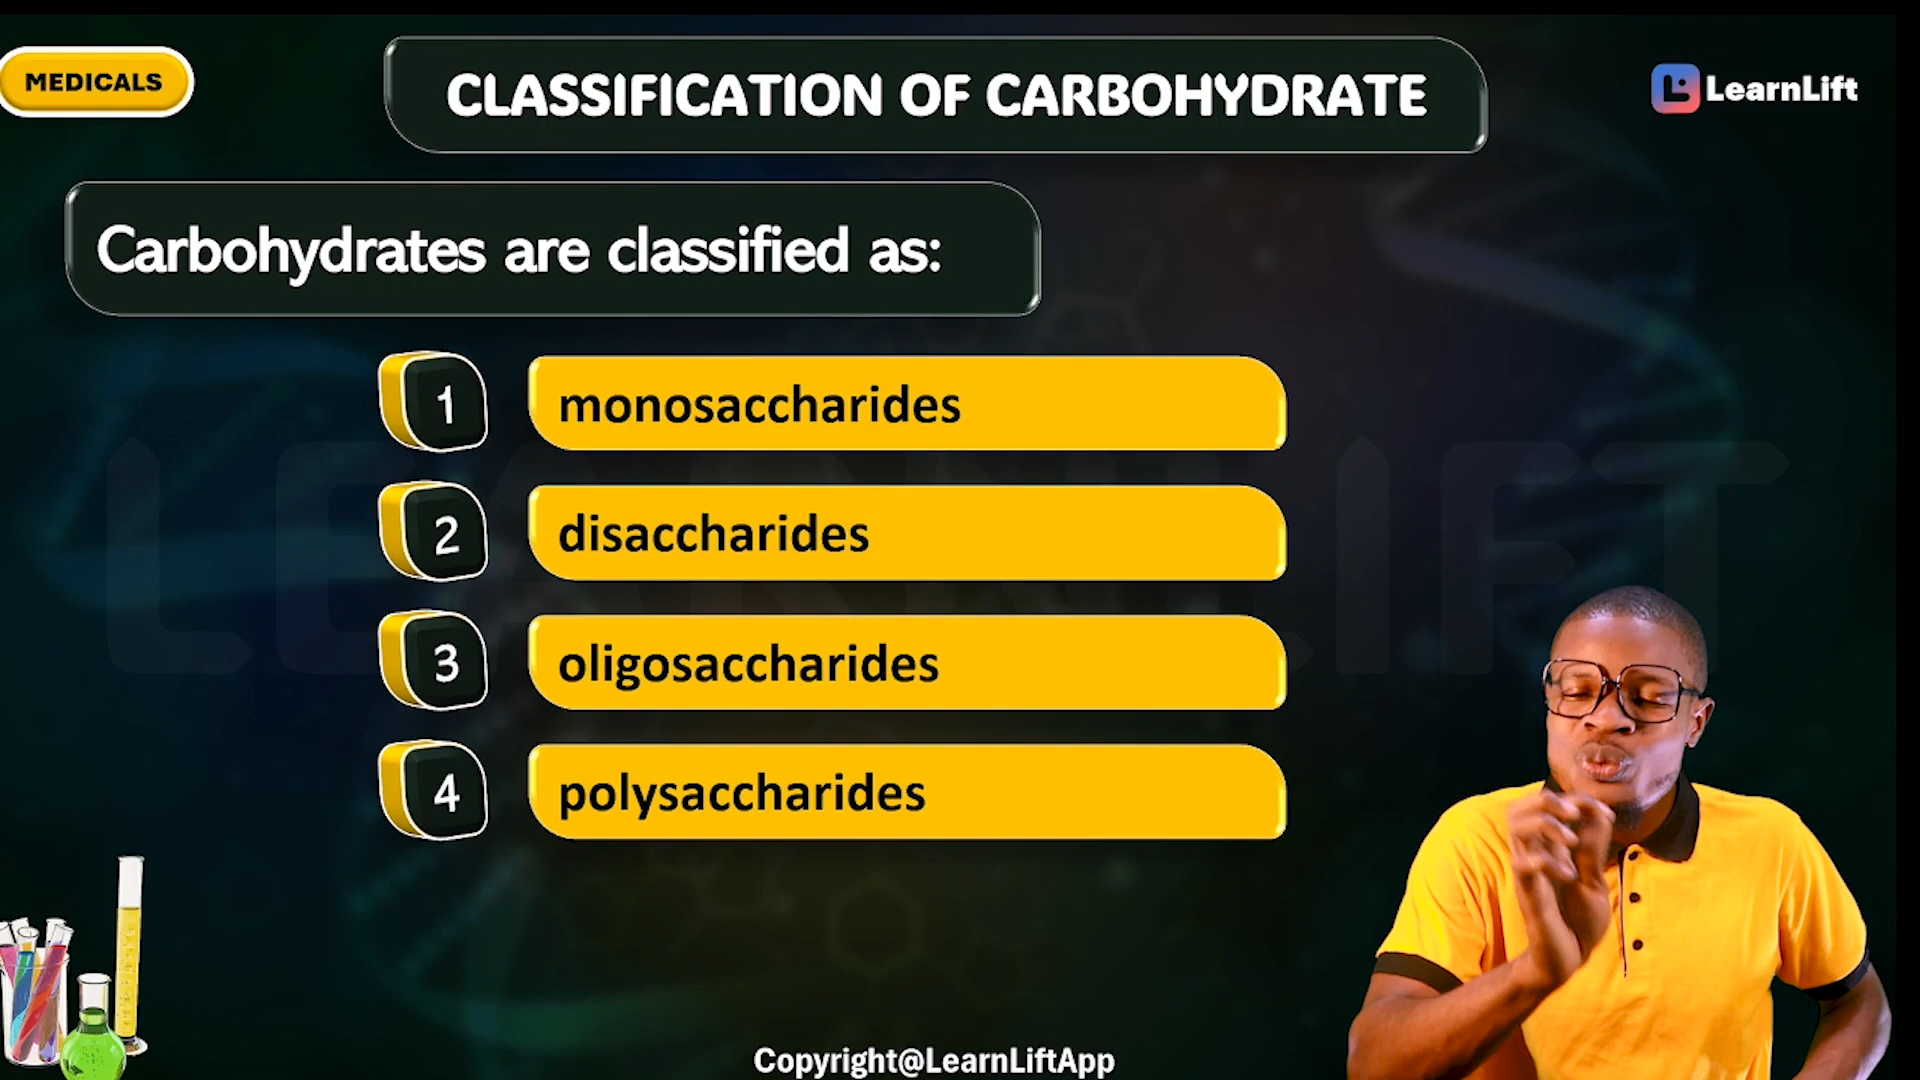 MEDICALS
CLASSIFICATION OF CARBOHYDRATE
LearnLift
Carbohydrates are classified as:
1 monosaccharides
2 disaccharides
3 oligosaccharides
4 polysaccharides
LEARNLIFT
Copyright@LearnLiftApp